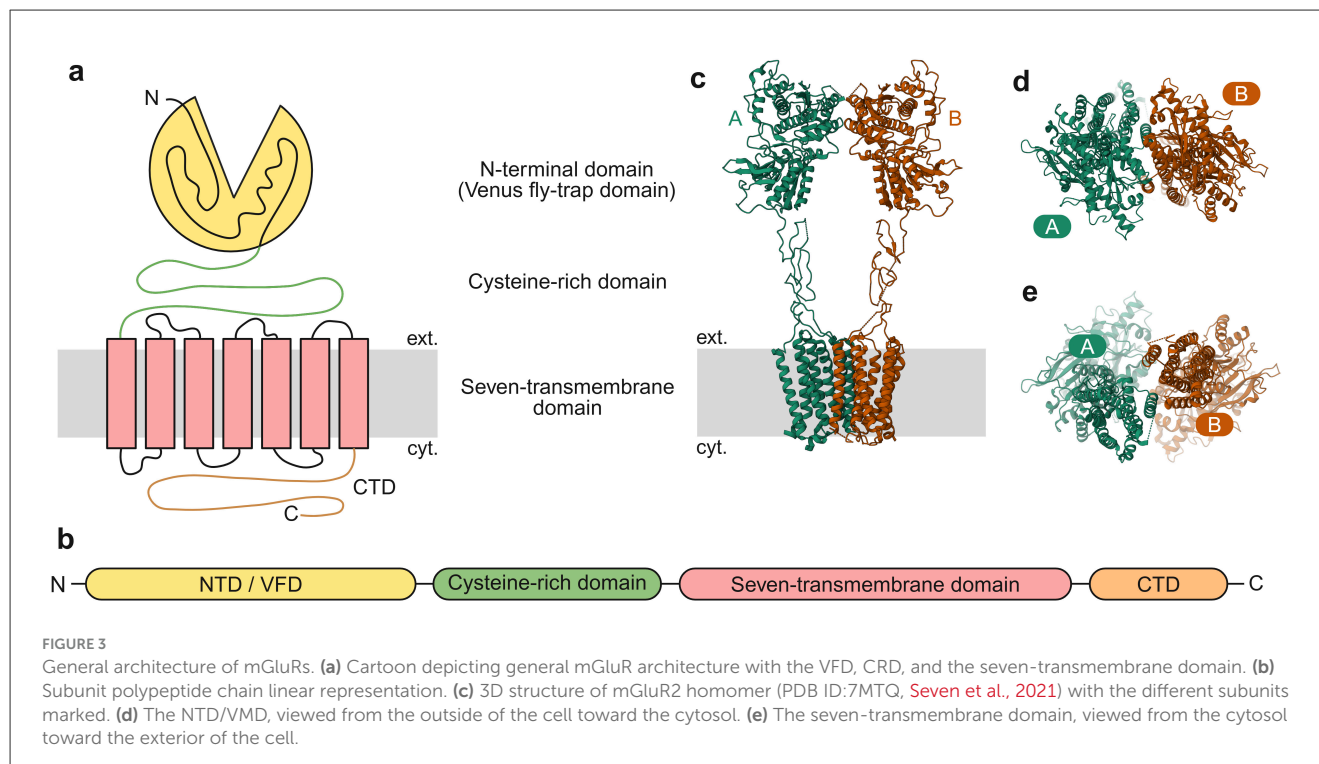 a
N
ext.
cyt.
CTD
C
N-terminal domain
(Venus fly-trap domain)
Cysteine-rich domain
Seven-transmembrane
domain
c
A
B
ext.
cyt.
d
B
A
e
A
B
b
N
NTD / VFD
Cysteine-rich domain
Seven-transmembrane domain
CTD
C
FIGURE 3
General architecture of mGluRs. (a) Cartoon depicting general mGluR architecture with the VFD, CRD, and the seven-transmembrane domain. (b)
Subunit polypeptide chain linear representation. (c) 3D structure of mGluR2 homomer (PDB ID:7MTQ, Seven et al., 2021) with the different subunits
marked. (d) The NTD/VMD, viewed from the outside of the cell toward the cytosol. (e) The seven-transmembrane domain, viewed from the cytosol
toward the exterior of the cell.